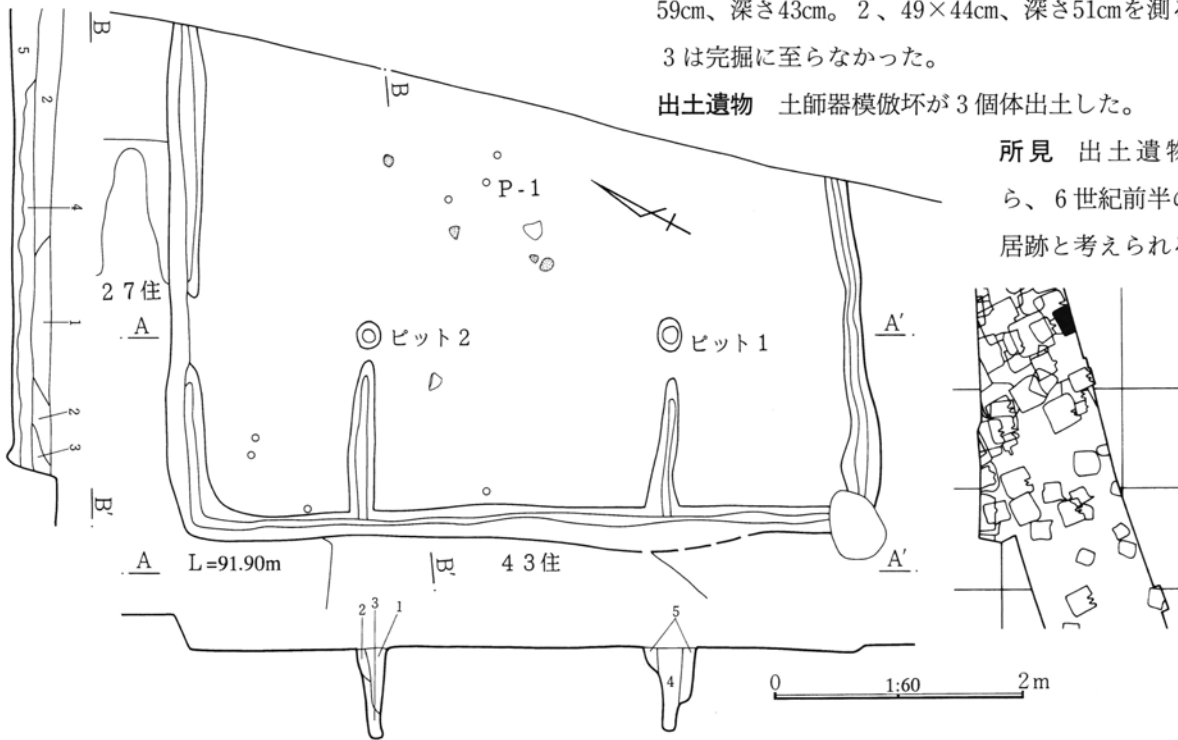 59cm、深さ43cm。2、49×44cm、深さ51cmを測
3は完掘に至らなかった。
出土遺物 土師器模倣坏が3個体出土した。
所見 出土遺物
ら、6世紀前半
居跡と考えられ
B
B
5
2
4
1
2
3
B′
P-1
27住
A
A′
ピット2
ピット1
A
L=91.90m
B′
43住
A′
2
3
1
5
4
0
1:60
2m